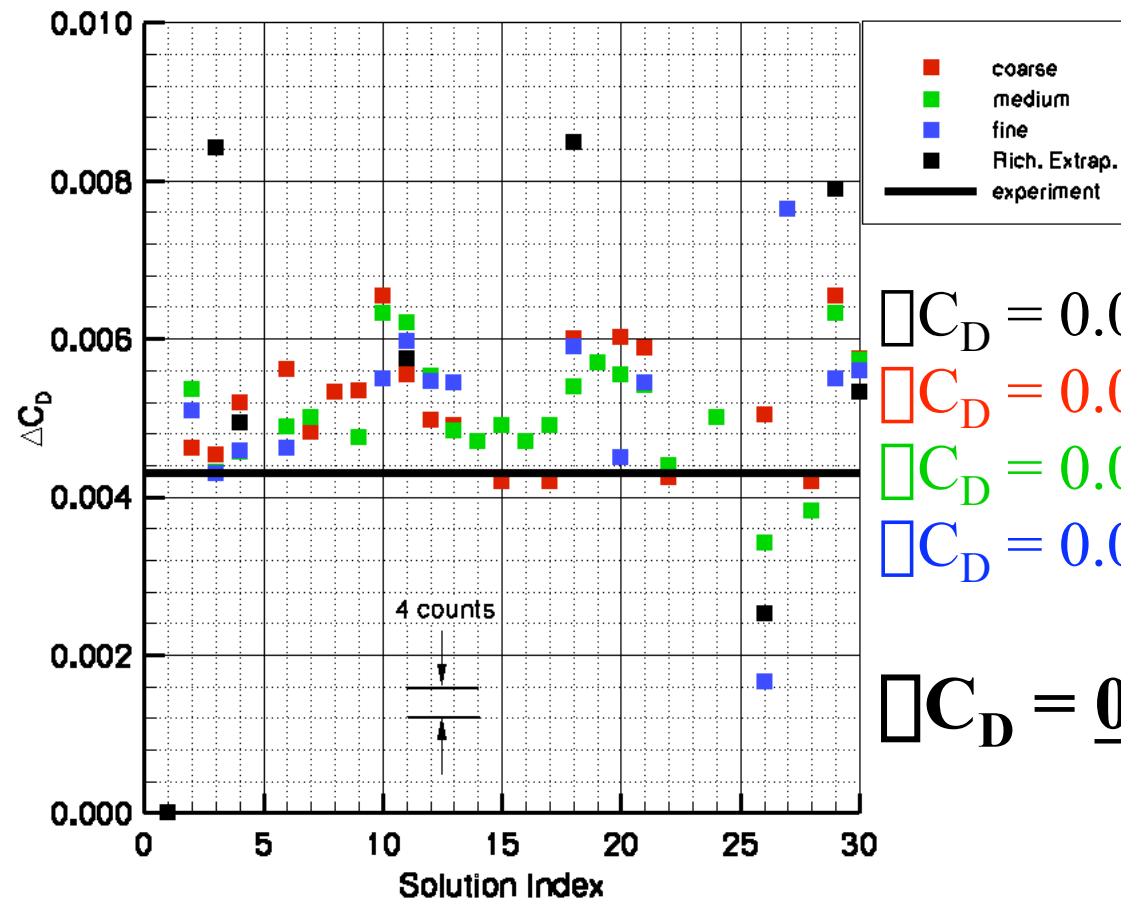 0.010
0.008
0.006
0.004
0.002
0.000
△C_D
0 5 10 15 20 25 30
Solution Index
4 counts
coarse
medium
fine
Rich. Extrap.
experiment
▯C_D = 0.0
▯C_D = 0.0
▯C_D = 0.0
▯C_D = 0.0
▯C_D = 0